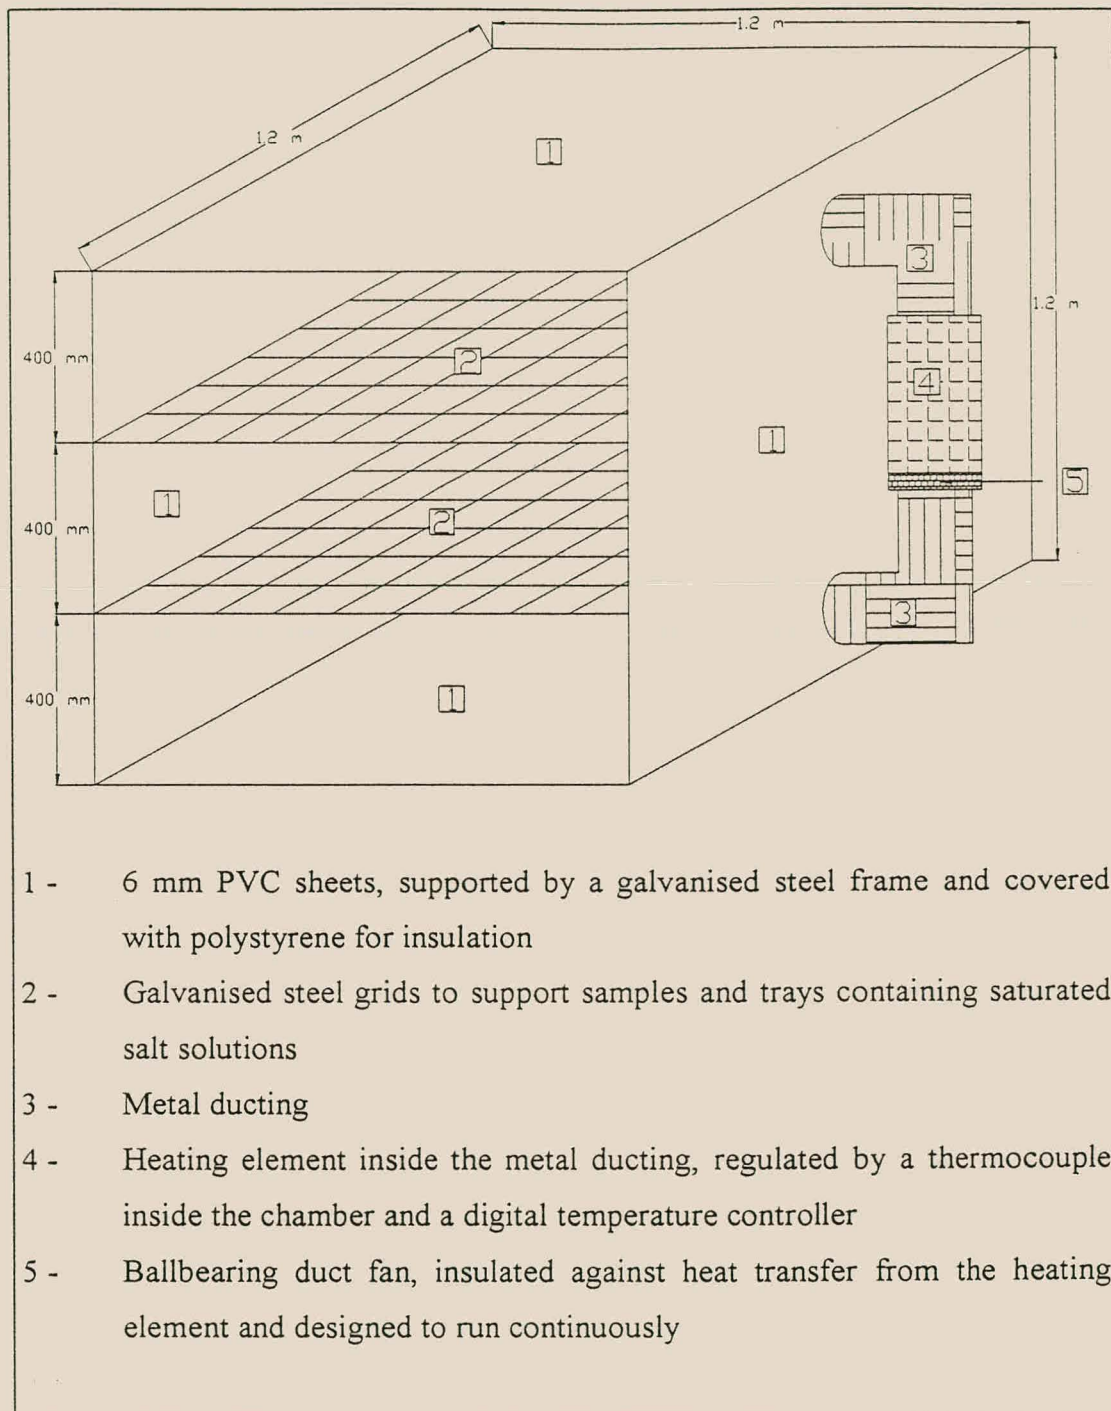 1.2 m
1.2 m
1
3
1.2 m
400 mm
2
4
1
5
1
400 mm
2
3
400 mm
1
1 - 6 mm PVC sheets, supported by a galvanised steel frame and covered
with polystyrene for insulation
2 - Galvanised steel grids to support samples and trays containing saturated
salt solutions
3 - Metal ducting
4 - Heating element inside the metal ducting, regulated by a thermocouple
inside the chamber and a digital temperature controller
5 - Ballbearing duct fan, insulated against heat transfer from the heating
element and designed to run continuously